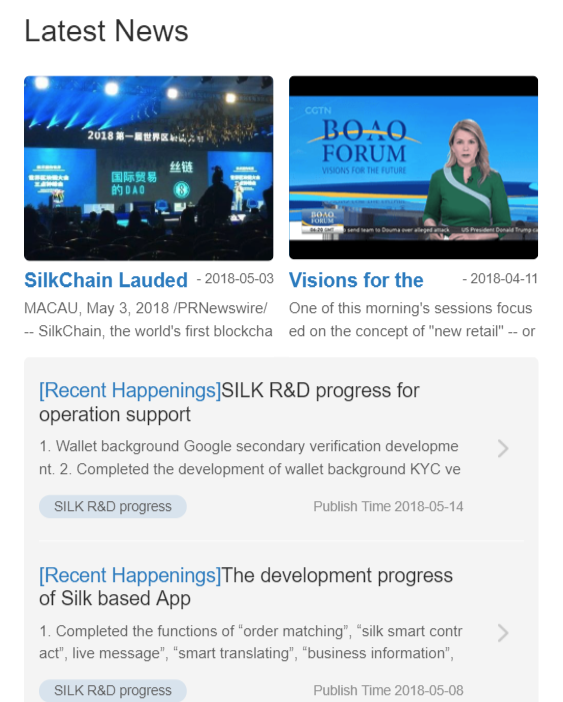 Latest News
2018 第一届世界区
丝链
国际贸易
的DAO
CGTN
BOAO
FORUM
VISIONS FOR THE FUTURE
BOAO
FORUM
send team to Douma over alleged attack US President Donald Trump ca
SilkChain Lauded - 2018-05-03
MACAU, May 3, 2018 /PRNewswire/
-- SilkChain, the world's first blockcha
Visions for the - 2018-04-11
One of this morning's sessions focus
ed on the concept of "new retail" -- or
[Recent Happenings]SILK R&D progress for
operation support
1. Wallet background Google secondary verification developme
nt. 2. Completed the development of wallet background KYC ve
SILK R&D progress Publish Time 2018-05-14
[Recent Happenings]The development progress
of Silk based App
1. Completed the functions of “order matching”, “silk smart contr
act”, live message”, “smart translating”, “business information”,
SILK R&D progress Publish Time 2018-05-08